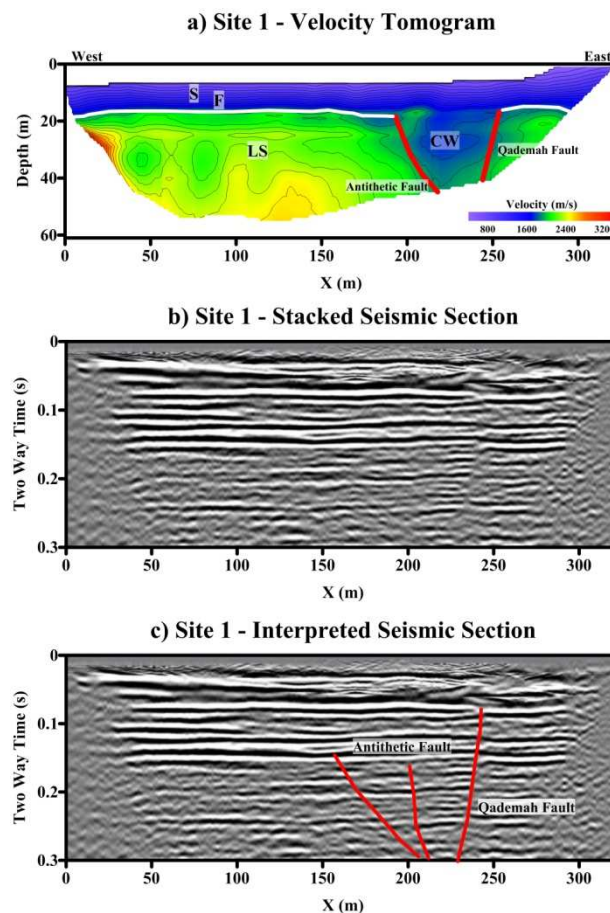 a) Site 1 - Velocity Tomogram
West
East
0
20
40
60
Depth (m)
S
F
LS
CW
Antithetic Fault
Qademah Fault
Velocity (m/s)
800 1600 2400 320
0 50 100 150 200 250 300
X (m)
b) Site 1 - Stacked Seismic Section
0
0.1
0.2
0.3
Two Way Time (s)
0 50 100 150 200 250 300
X (m)
c) Site 1 - Interpreted Seismic Section
0
0.1
0.2
0.3
Two Way Time (s)
Antithetic Fault
Qademah Fault
0 50 100 150 200 250 300
X (m)